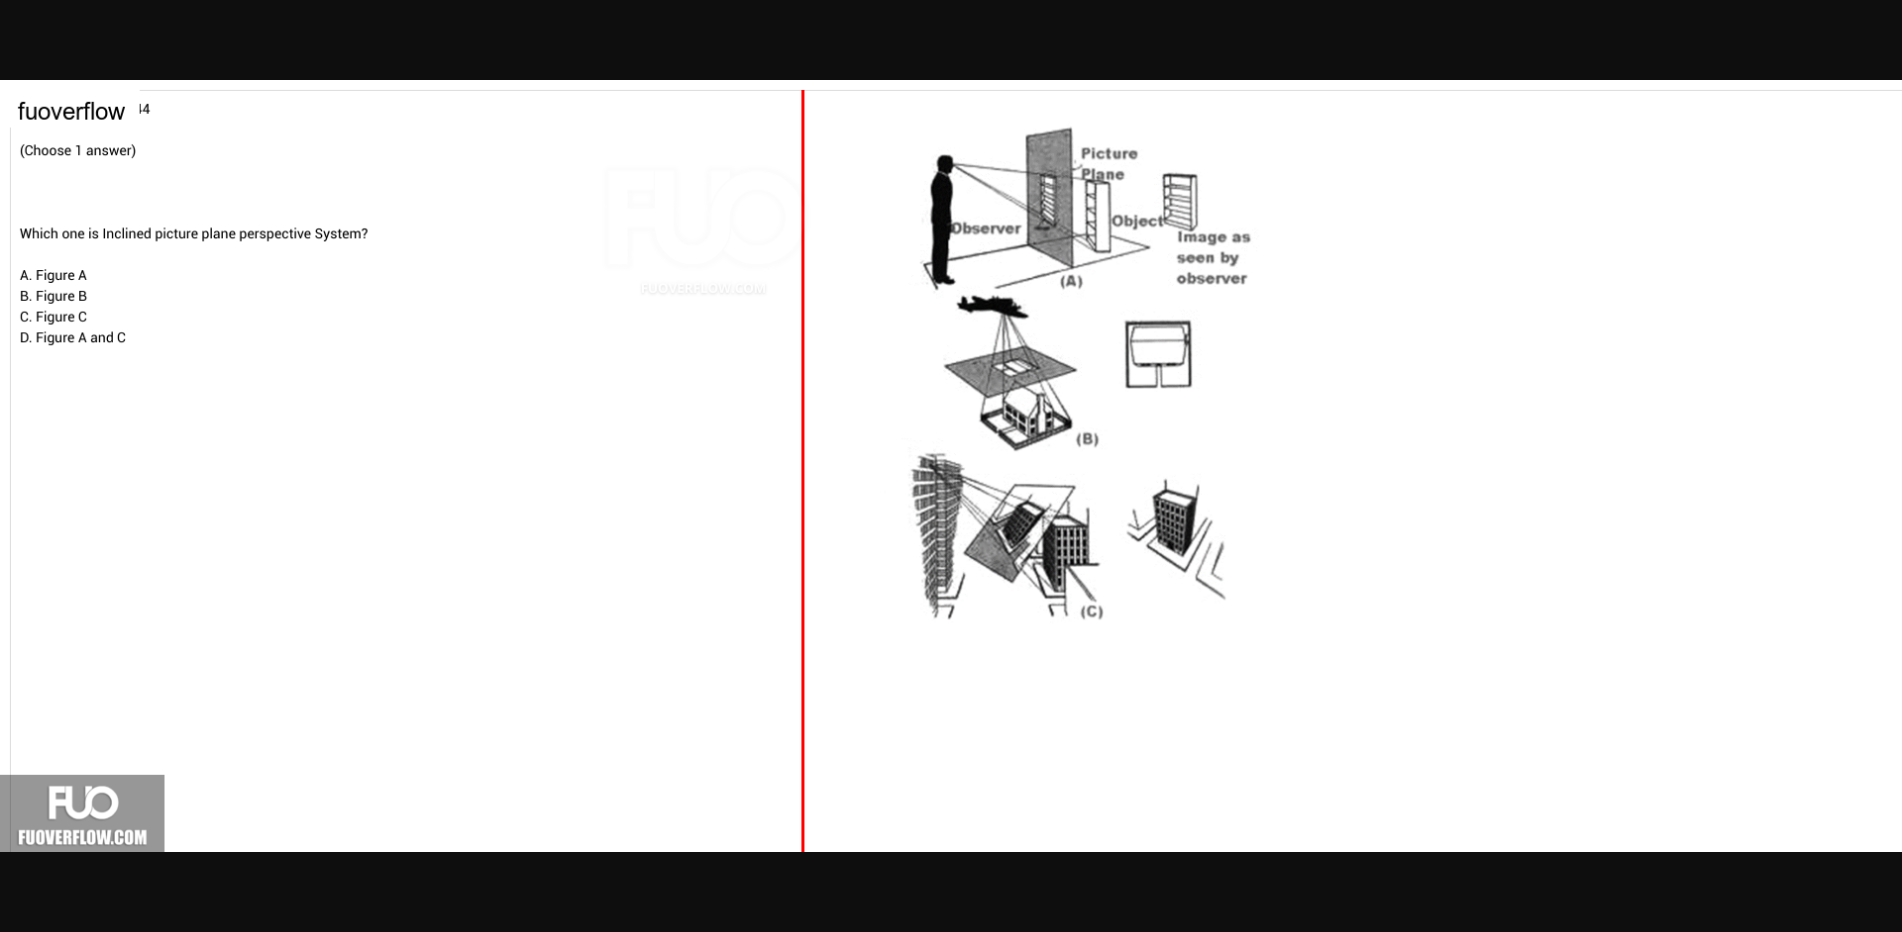 fuoverflow
44
(Choose 1 answer)
FUO
FUOVERFLOW.COM
Which one is Inclined picture plane perspective System?
A. Figure A
B. Figure B
C. Figure C
D. Figure A and C
Picture
Plane
Observer
Object
Image as
seen by
observer
(A)
(B)
(C)
FUO
FUOVERFLOW.COM